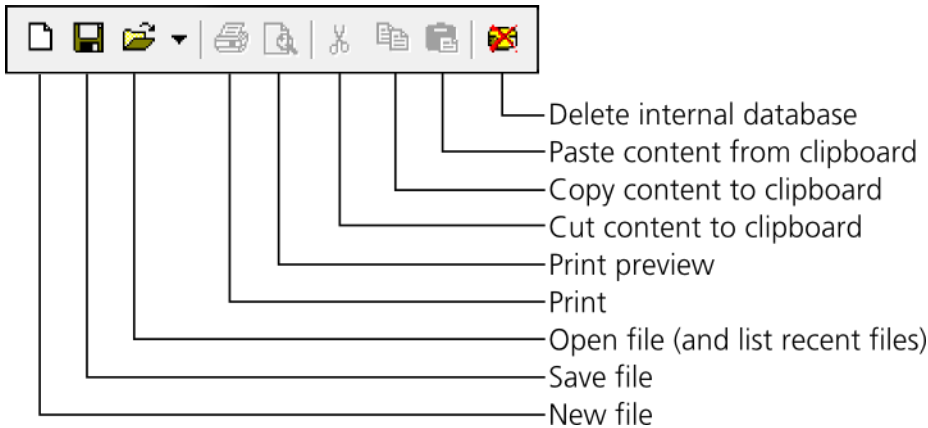 Delete internal database
Paste content from clipboard
Copy content to clipboard
Cut content to clipboard
Print preview
Print
Open file (and list recent files)
Save file
New file